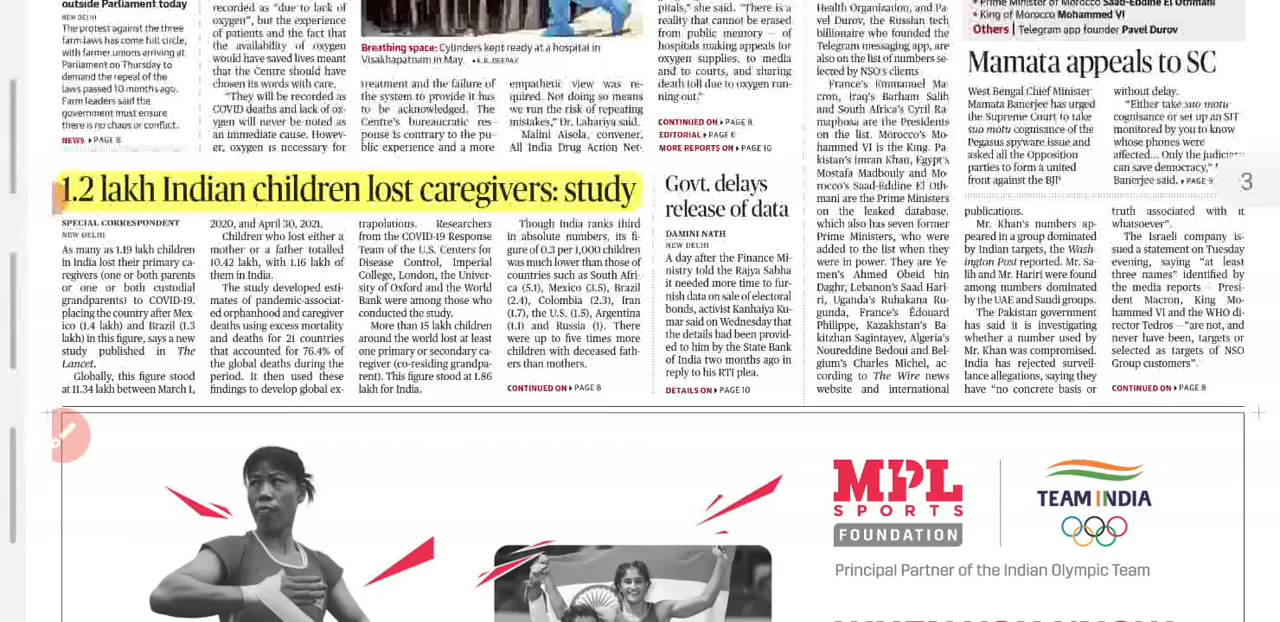 outside Parliament today
NEW DELHI
The protest against the three
farm laws has come full circle,
with farmer unions arriving at
Parliament on Thursday to
demand the repeal of the
laws passed 10 months ago.
Farm leaders said the
government must ensure
there is no chaos or conflict.
NEWS ▸ PAGE 8
recorded as "due to lack of
oxygen", but the experience
of patients and the fact that
the availability of oxygen
would have saved lives meant
that the Centre should have
chosen its words with care.
"They will be recorded as
COVID deaths and lack of ox-
ygen will never be noted as
an immediate cause. Howev-
er, oxygen is necessary for
Breathing space: Cylinders kept ready at a hospital in
Visakhapatnam in May. ▪ K.R. DEEPAK
treatment and the failure of
the system to provide it has
to be acknowledged. The
Centre's bureaucratic res-
ponse is contrary to the pu-
blic experience and a more
empathetic view was re-
quired. Not doing so means
we run the risk of repeating
mistakes," Dr. Lahariya said.
Malini Aisola, convener,
All India Drug Action Net-
pitals," she said. "There is a
reality that cannot be erased
from public memory – of
hospitals making appeals for
oxygen supplies, to media
and to courts, and sharing
death toll due to oxygen run-
ning out."
CONTINUED ON ▸ PAGE 8
EDITORIAL ▸ PAGE 6
MORE REPORTS ON ▸ PAGE 10
1.2 lakh Indian children lost caregivers: study
SPECIAL CORRESPONDENT
NEW DELHI
As many as 1.19 lakh children
in India lost their primary ca-
regivers (one or both parents
or one or both custodial
grandparents) to COVID-19,
placing the country after Mex-
ico (1.4 lakh) and Brazil (1.3
lakh) in this figure, says a new
study published in The
Lancet.
Globally, this figure stood
at 11.34 lakh between March 1,
2020, and April 30, 2021.
Children who lost either a
mother or a father totalled
10.42 lakh, with 1.16 lakh of
them in India.
The study developed esti-
mates of pandemic-associat-
ed orphanhood and caregiver
deaths using excess mortality
and deaths for 21 countries
that accounted for 76.4% of
the global deaths during the
period. It then used these
findings to develop global ex-
trapolations. Researchers
from the COVID-19 Response
Team of the U.S. Centers for
Disease Control, Imperial
College, London, the Univer-
sity of Oxford and the World
Bank were among those who
conducted the study.
More than 15 lakh children
around the world lost at least
one primary or secondary ca-
regiver (co-residing grandpa-
rent). This figure stood at 1.86
lakh for India.
Though India ranks third
in absolute numbers, its fi-
gure of 0.3 per 1,000 children
was much lower than those of
countries such as South Afri-
ca (5.1), Mexico (3.5), Brazil
(2.4), Colombia (2.3), Iran
(1.7), the U.S. (1.5), Argentina
(1.1) and Russia (1). There
were up to five times more
children with deceased fath-
ers than mothers.
CONTINUED ON ▸ PAGE 8
Govt. delays
release of data
DAMINI NATH
NEW DELHI
A day after the Finance Mi-
nistry told the Rajya Sabha
it needed more time to fur-
nish data on sale of electoral
bonds, activist Kanhaiya Ku-
mar said on Wednesday that
the details had been provid-
ed to him by the State Bank
of India two months ago in
reply to his RTI plea.
DETAILS ON ▸ PAGE 10
Health Organization, and Pa-
vel Durov, the Russian tech
billionaire who founded the
Telegram messaging app, are
also on the list of numbers se-
lected by NSO's clients.
France's Emmanuel Ma-
cron, Iraq's Barham Salih
and South Africa's Cyril Ra-
maphosa are the Presidents
on the list. Morocco's Mo-
hammed VI is the King. Pa-
kistan's Imran Khan, Egypt's
Mostafa Madbouly and Mo-
rocco's Saad-Eddine El Oth-
mani are the Prime Ministers
on the leaked database,
which also has seven former
Prime Ministers, who were
added to the list when they
were in power. They are Ye-
men's Ahmed Obeid bin
Daghr, Lebanon's Saad Hari-
ri, Uganda's Ruhakana Ru-
gunda, France's Édouard
Philippe, Kazakhstan's Ba-
kitzhan Sagintayev, Algeria's
Noureddine Bedoui and Bel-
gium's Charles Michel, ac-
cording to The Wire news
website and international
▪ Prime Minister of Morocco Saad-Eddine El Othmani
▪ King of Morocco Mohammed VI
Others | Telegram app founder Pavel Durov
Mamata appeals to SC
West Bengal Chief Minister
Mamata Banerjee has urged
the Supreme Court to take
suo motu cognisance of the
Pegasus spyware issue and
asked all the Opposition
parties to form a united
front against the BJP
without delay.
"Either take suo motu
cognisance or set up an SIT
monitored by you to know
whose phones were
affected... Only the judiciary
can save democracy,"
Banerjee said. ▸ PAGE 9
3
publications.
Mr. Khan's numbers ap-
peared in a group dominated
by Indian targets, the Wash-
ington Post reported. Mr. Sa-
lih and Mr. Hariri were found
among numbers dominated
by the UAE and Saudi groups.
The Pakistan government
has said it is investigating
whether a number used by
Mr. Khan was compromised.
India has rejected surveil-
lance allegations, saying they
have "no concrete basis or
truth associated with it
whatsoever".
The Israeli company is-
sued a statement on Tuesday
evening, saying "at least
three names" identified by
the media reports – Presi-
dent Macron, King Mo-
hammed VI and the WHO di-
rector Tedros – "are not, and
never have been, targets or
selected as targets of NSO
Group customers".
CONTINUED ON ▸ PAGE 8
MPL
SPORTS
FOUNDATION
TEAM INDIA
Principal Partner of the Indian Olympic Team